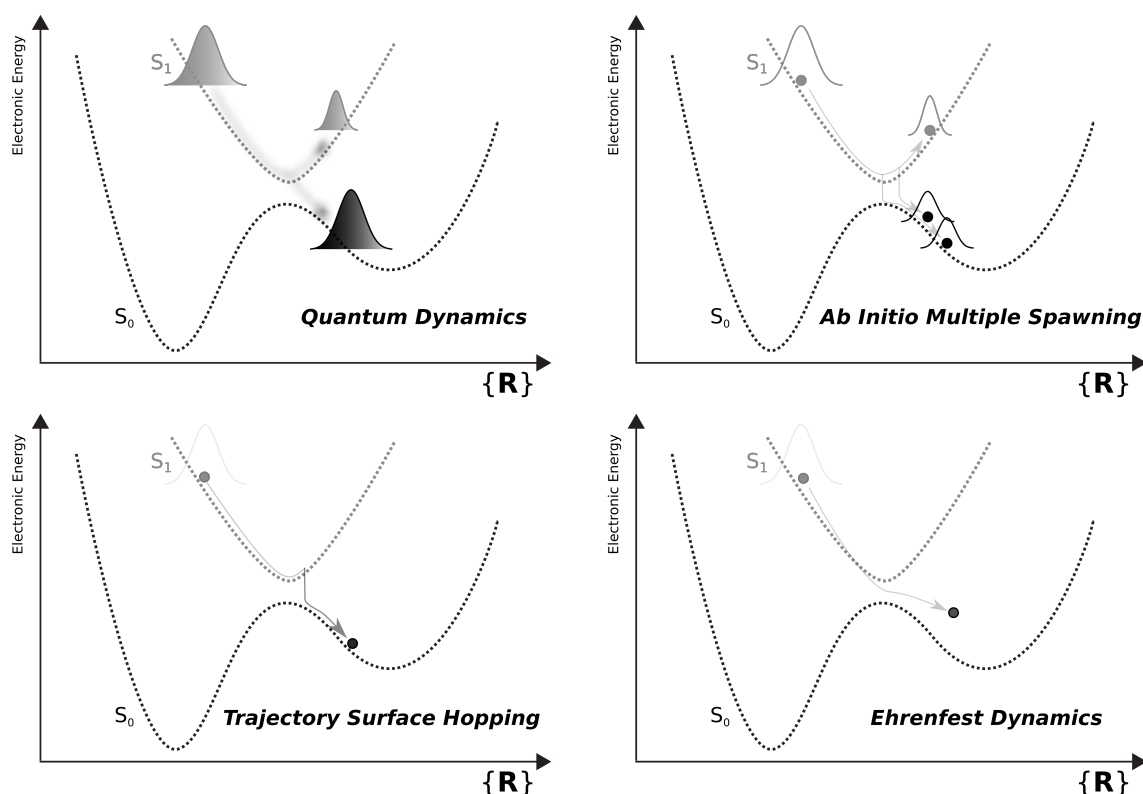 Electronic Energy
S₁
S₀
Quantum Dynamics
{R}
Electronic Energy
S₁
S₀
Ab Initio Multiple Spawning
{R}
Electronic Energy
S₁
S₀
Trajectory Surface Hopping
{R}
Electronic Energy
S₁
S₀
Ehrenfest Dynamics
{R}